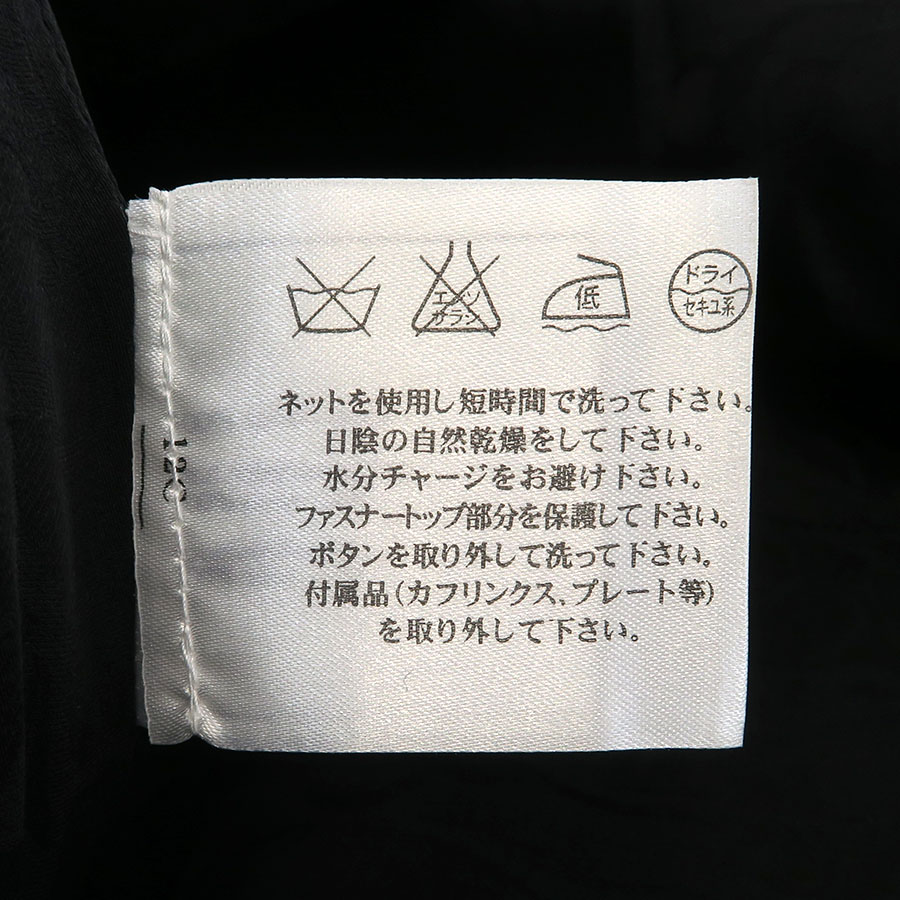 エンソ
サラシ
低
ドライ
セキユ系
ネットを使用し短時間で洗って下さい。
日陰の自然乾燥をして下さい。
水分チャージをお避け下さい。
ファスナートップ部分を保護して下さい。
ボタンを取り外して洗って下さい。
付属品(カフリンクス、プレート等)
を取り外して下さい。